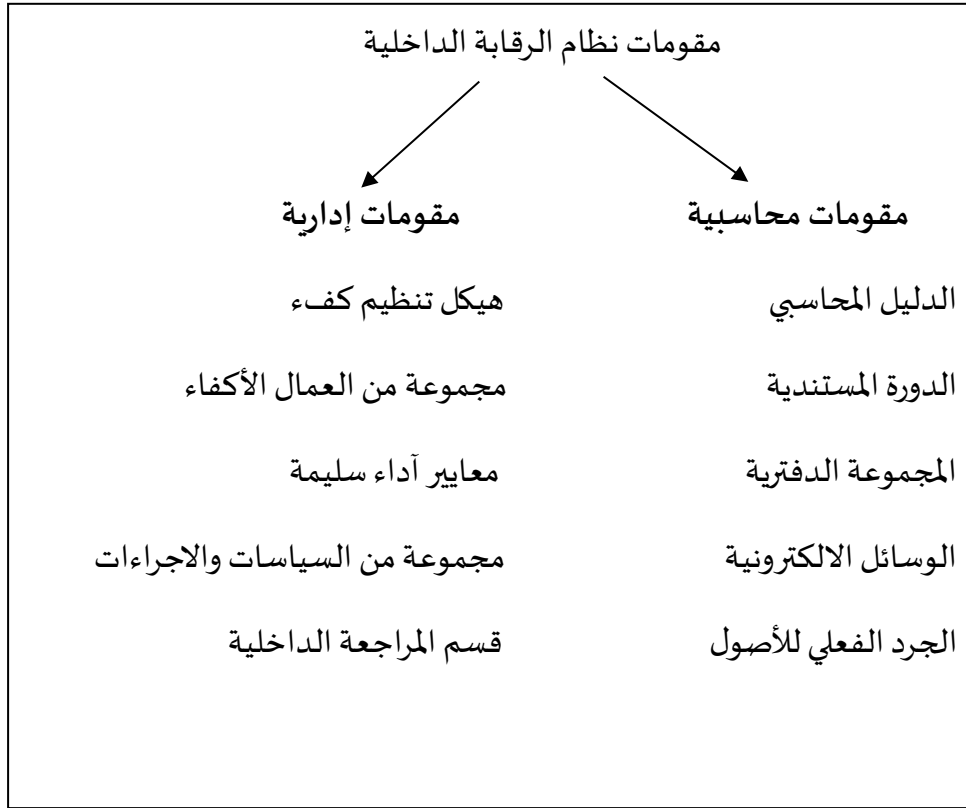 مقومات نظام الرقابة الداخلية
مقومات محاسبية
مقومات إدارية
الدليل المحاسبي
هيكل تنظيم كفء
الدورة المستندية
مجموعة من العمال الأكفاء
المجموعة الدفترية
معايير آداء سليمة
الوسائل الالكترونية
مجموعة من السياسات والاجراءات
الجرد الفعلي للأصول
قسم المراجعة الداخلية